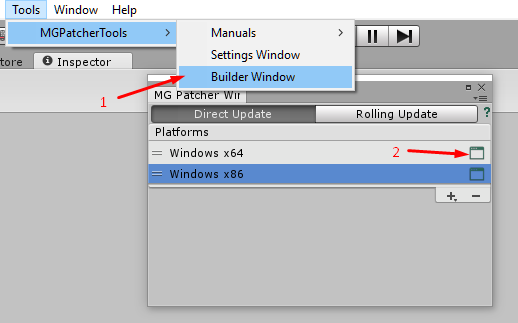 Tools Window Help
MGPatcherTools
Manuals
Settings Window
Builder Window
tore Inspector
1
MG Patcher Wir
Direct Update Rolling Update ?
Platforms
Windows x64
2
Windows x86